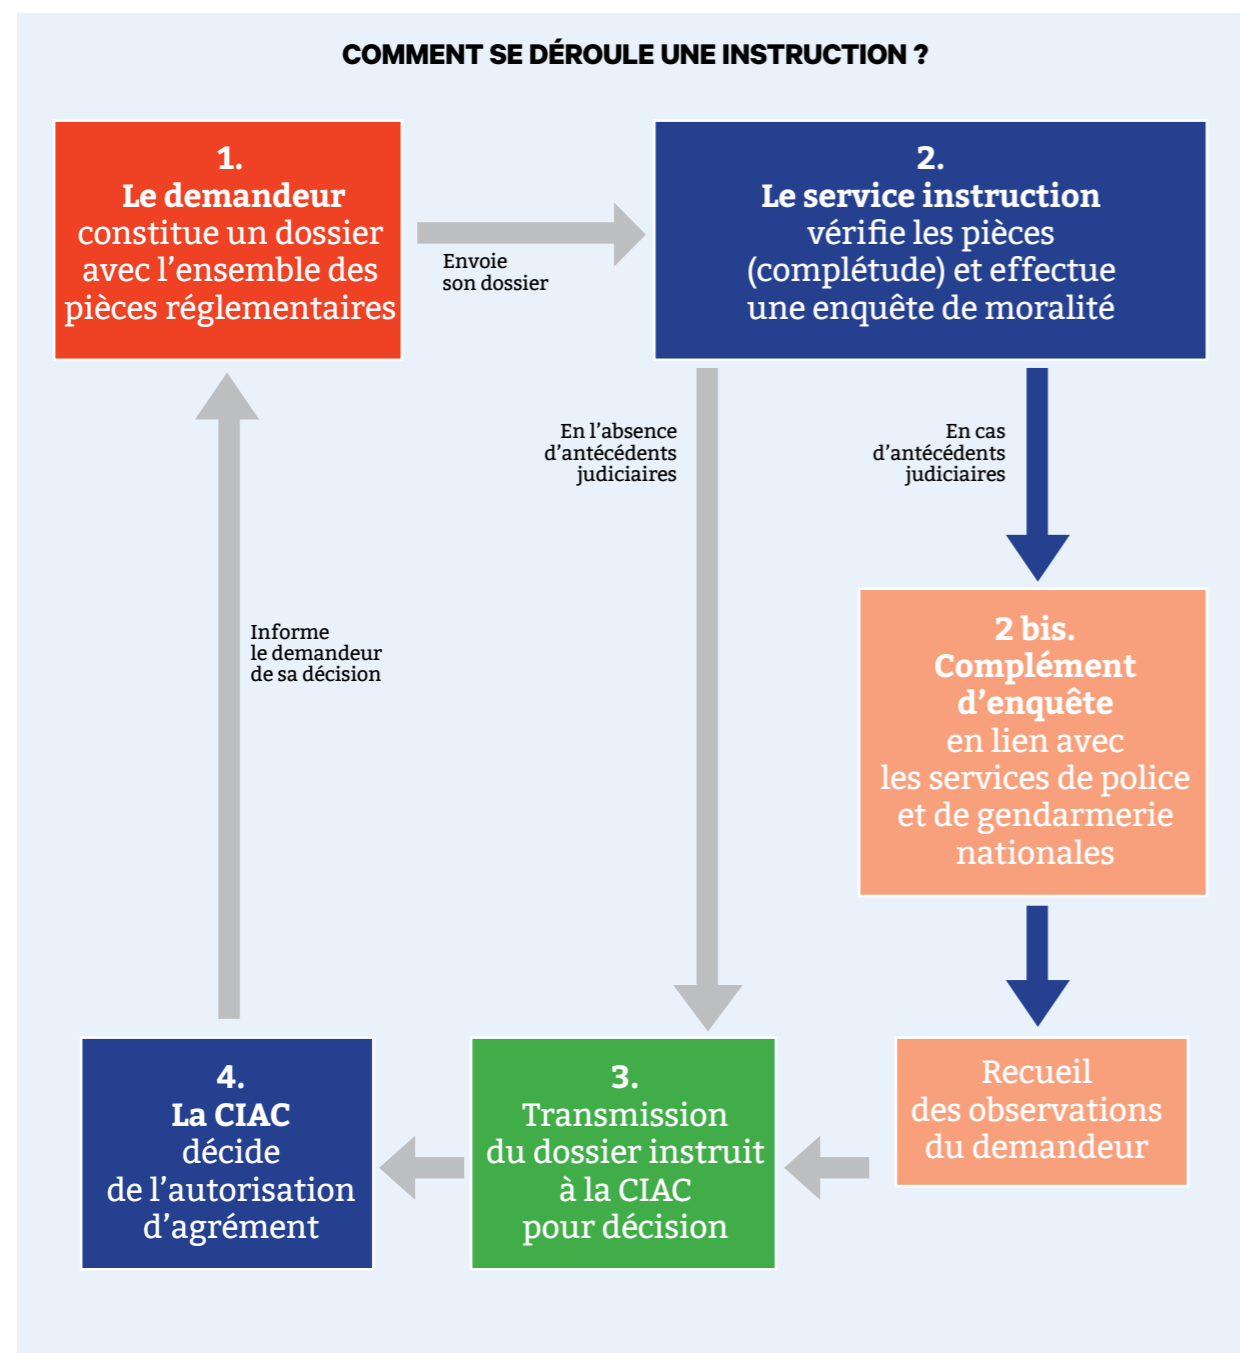 COMMENT SE DÉROULE UNE INSTRUCTION ?
1.
Le demandeur
constitue un dossier
avec l’ensemble des
pièces réglementaires
Envoie
son dossier
2.
Le service instruction
vérifie les pièces
(complétude) et effectue
une enquête de moralité
En l’absence
d’antécédents
judiciaires
En cas
d’antécédents
judiciaires
2 bis.
Complément
d’enquête
en lien avec
les services de police
et de gendarmerie
nationales
Recueil
des observations
du demandeur
3.
Transmission
du dossier instruit
à la CIAC
pour décision
4.
La CIAC
décide
de l’autorisation
d’agrément
Informe
le demandeur
de sa décision